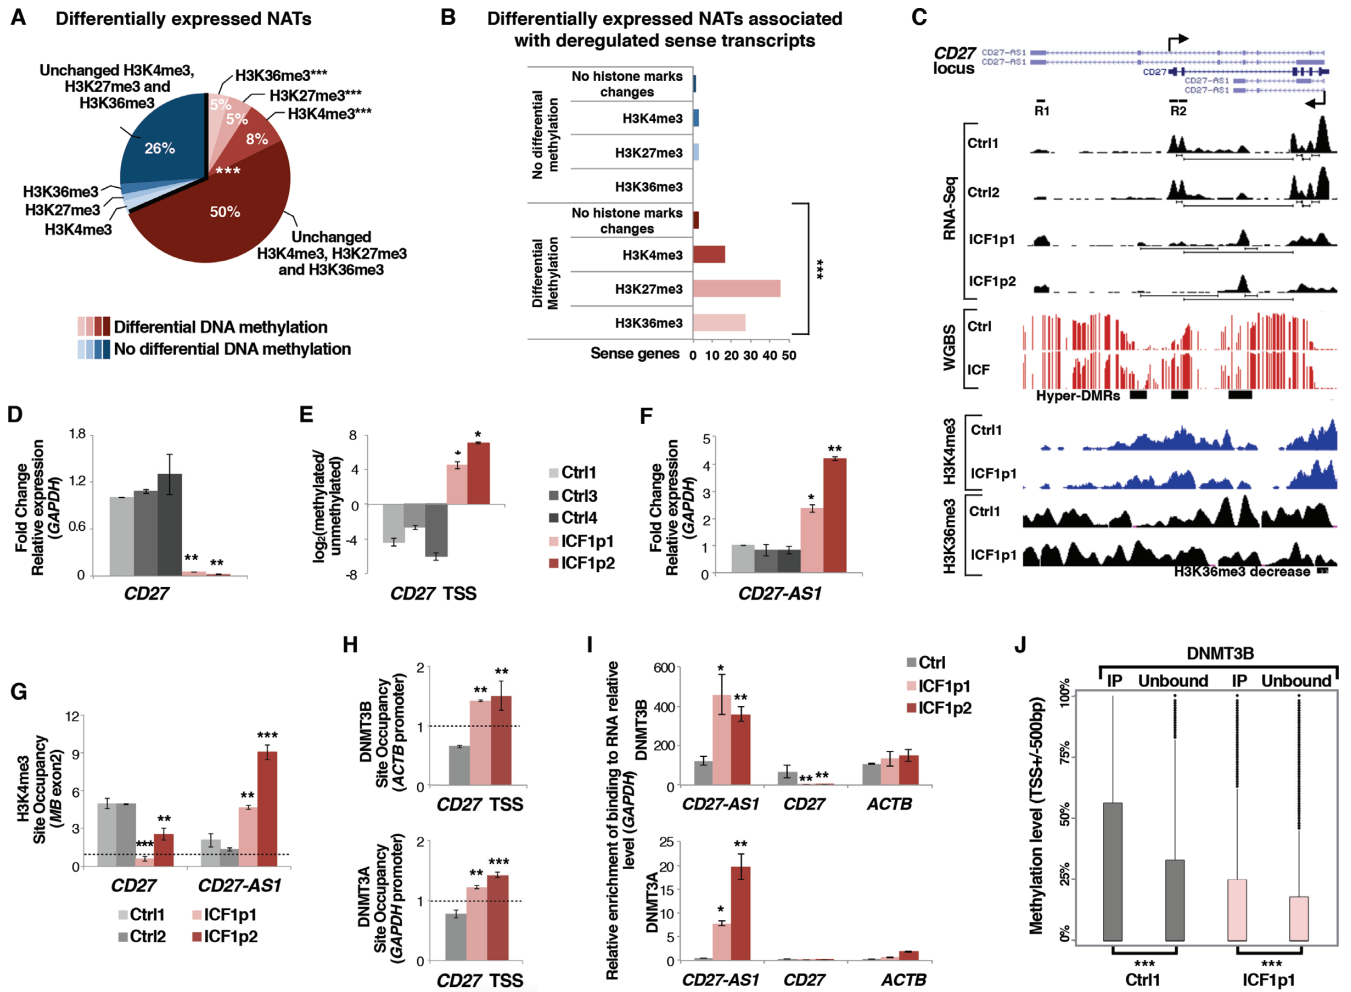 A Differentially expressed NATs
Unchanged H3K4me3,
H3K27me3 and
H3K36me3
H3K36me3***
H3K27me3***
H3K4me3***
5%
5%
8%
26%
***
50%
H3K36me3
H3K27me3
H3K4me3
Unchanged
H3K4me3, H3K27me3
and H3K36me3
Differential DNA methylation
No differential DNA methylation
B Differentially expressed NATs associated
with deregulated sense transcripts
No differential
methylation
No histone marks
changes
H3K4me3
H3K27me3
H3K36me3
Differential
Methylation
No histone marks
changes
H3K4me3
H3K27me3
H3K36me3
***
Sense genes 0 10 20 30 40 50
C
CD27
locus
CD27-AS1
CD27-AS1
CD27
CD27-AS1
CD27-AS1
R1 R2
RNA-Seq
Ctrl1
Ctrl2
ICF1p1
ICF1p2
WGBS
Ctrl
ICF
Hyper-DMRs
H3K4me3
Ctrl1
ICF1p1
H3K36me3
Ctrl1
ICF1p1
H3K36me3 decrease
D
Fold Change
Relative expression
(GAPDH)
1.8
1.2
0.6
0
** **
CD27
E
log2(methylated/
unmethylated)
8
4
0
-4
-8
* *
CD27 TSS
Ctrl1
Ctrl3
Ctrl4
ICF1p1
ICF1p2
F
Fold Change
Relative expression
(GAPDH)
5
4
3
2
1
0
* **
CD27-AS1
G
H3K4me3
Site Occupancy
(MB exon2)
12
9
6
3
0
*** ** ** ***
CD27 CD27-AS1
Ctrl1 ICF1p1
Ctrl2 ICF1p2
H
DNMT3B
Site Occupancy
(ACTB promoter)
2
1
0
** **
CD27 TSS
DNMT3A
Site Occupancy
(GAPDH promoter)
2
1
0
** ***
CD27 TSS
I
Relative enrichment of binding to RNA relative
level (GAPDH)
DNMT3B
600
400
200
0
* ** ** **
CD27-AS1 CD27 ACTB
Ctrl
ICF1p1
ICF1p2
DNMT3A
25
20
15
10
5
0
* **
CD27-AS1 CD27 ACTB
J
DNMT3B
IP Unbound IP Unbound
Methylation level (TSS+/-500bp)
100%
75%
50%
25%
0%
*** ***
Ctrl1 ICF1p1